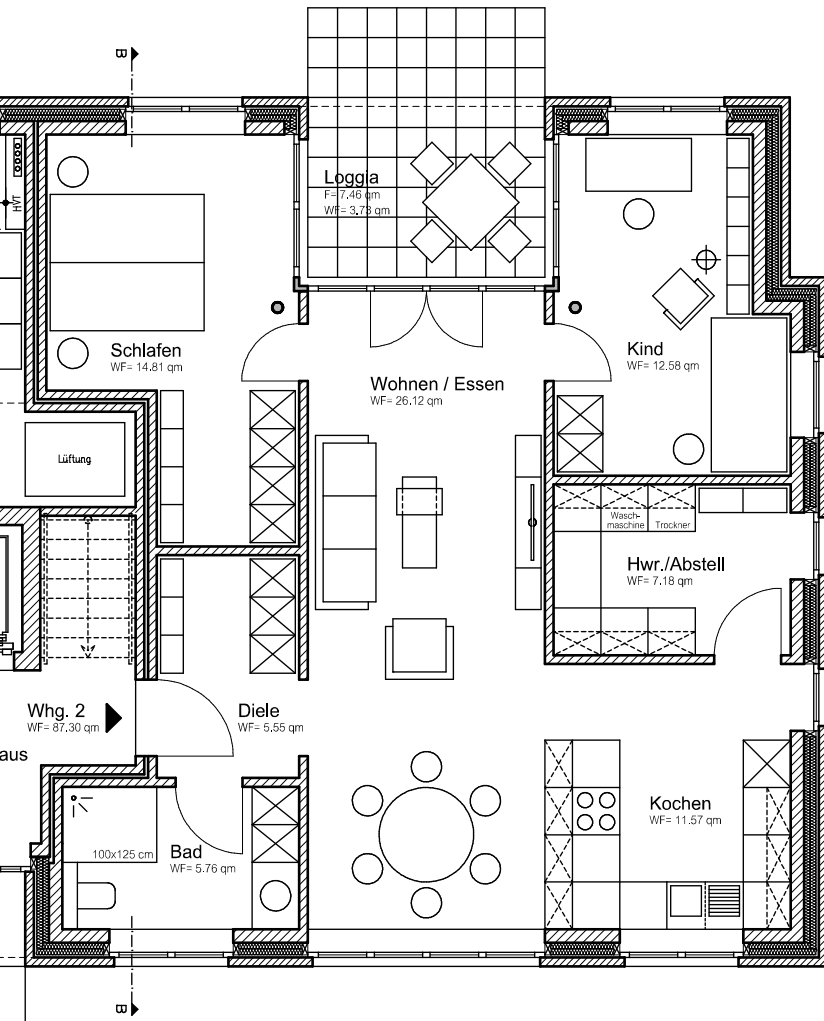 B
Loggia
F= 7.46 qm
WF= 3.73 qm
HVT
Schlafen
WF= 14.81 qm
Kind
WF= 12.58 qm
Wohnen / Essen
WF= 26.12 qm
Lüftung
Wasch-
maschine
Trockner
Hwr./Abstell
WF= 7.18 qm
Whg. 2
WF= 87.30 qm
Diele
WF= 5.55 qm
aus
Kochen
WF= 11.57 qm
100x125 cm
Bad
WF= 5.76 qm
B